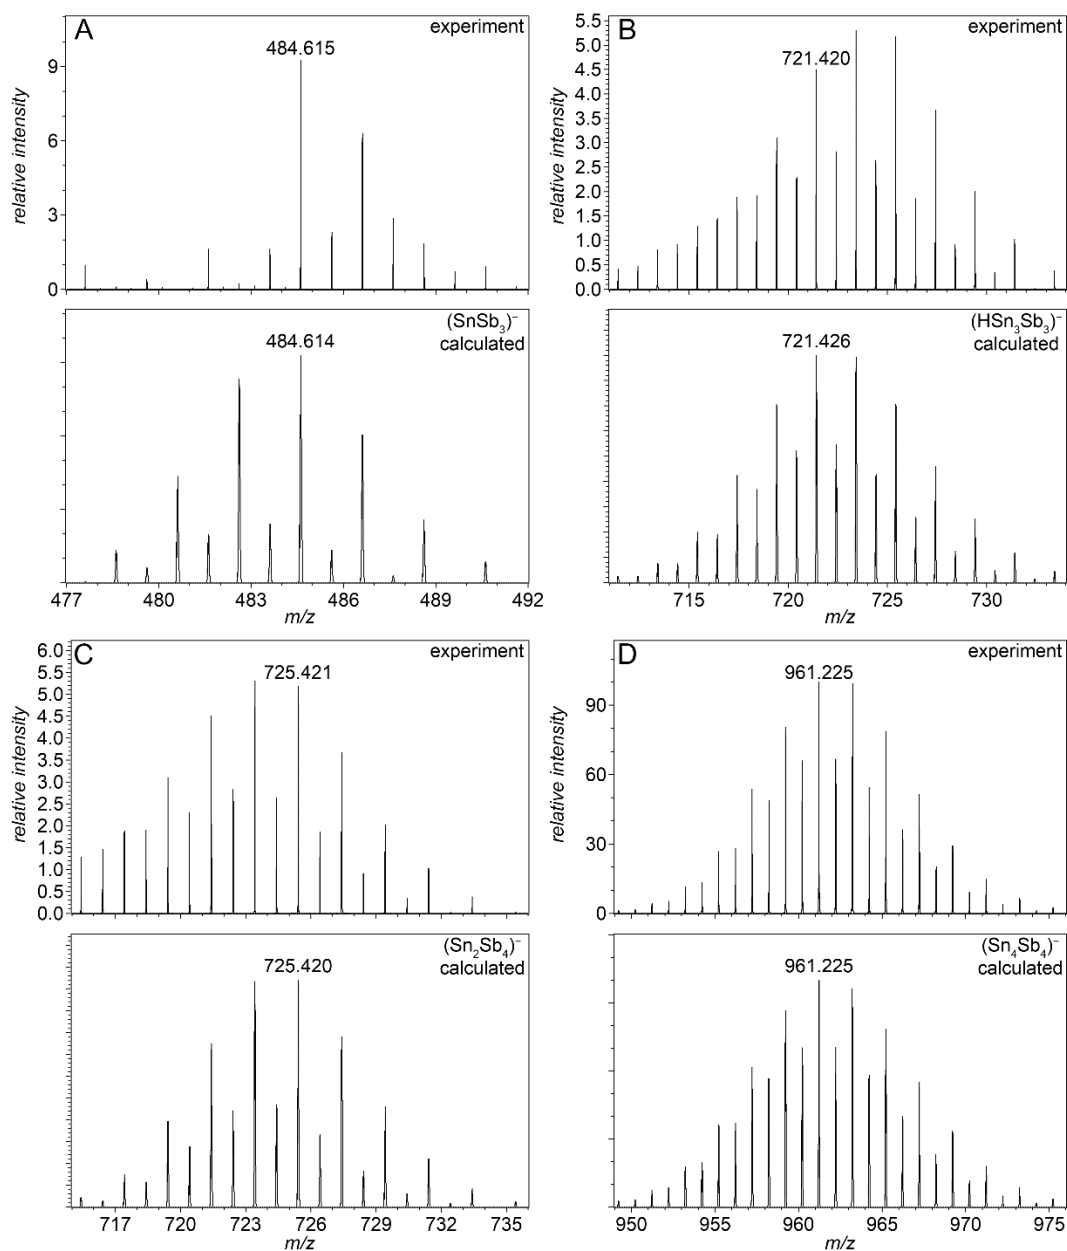 A
experiment
484.615
9
6
3
0
relative intensity
(SnSb₃)⁻
calculated
484.614
477 480 483 486 489 492
m/z
B
experiment
721.420
5.5
5.0
4.5
4.0
3.5
3.0
2.5
2.0
1.5
1.0
0.5
0.0
relative intensity
(HSn₃Sb₃)⁻
calculated
721.426
715 720 725 730
m/z
C
experiment
725.421
6.0
5.5
5.0
4.5
4.0
3.5
3.0
2.5
2.0
1.5
1.0
0.5
0.0
relative intensity
(Sn₂Sb₄)⁻
calculated
725.420
717 720 723 726 729 732 735
m/z
D
experiment
961.225
90
60
30
0
relative intensity
(Sn₄Sb₄)⁻
calculated
961.225
950 955 960 965 970 975
m/z